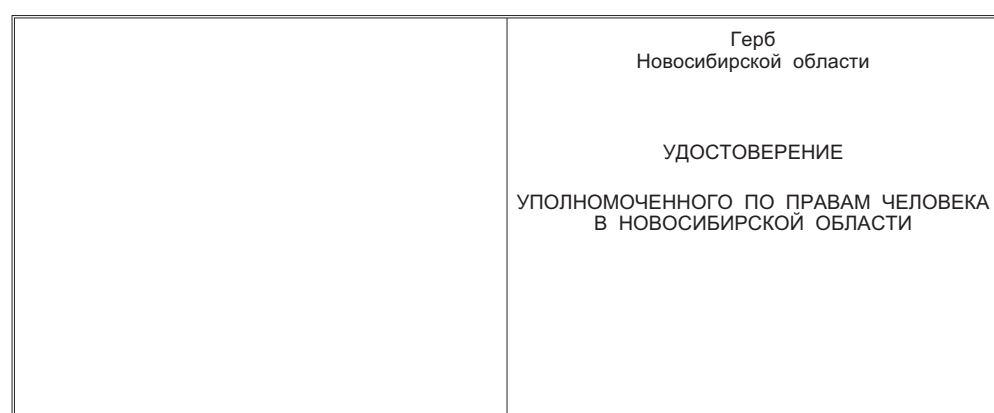 Герб
Новосибирской области
УДОСТОВЕРЕНИЕ
УПОЛНОМОЧЕННОГО ПО ПРАВАМ ЧЕЛОВЕКА
В НОВОСИБИРСКОЙ ОБЛАСТИ